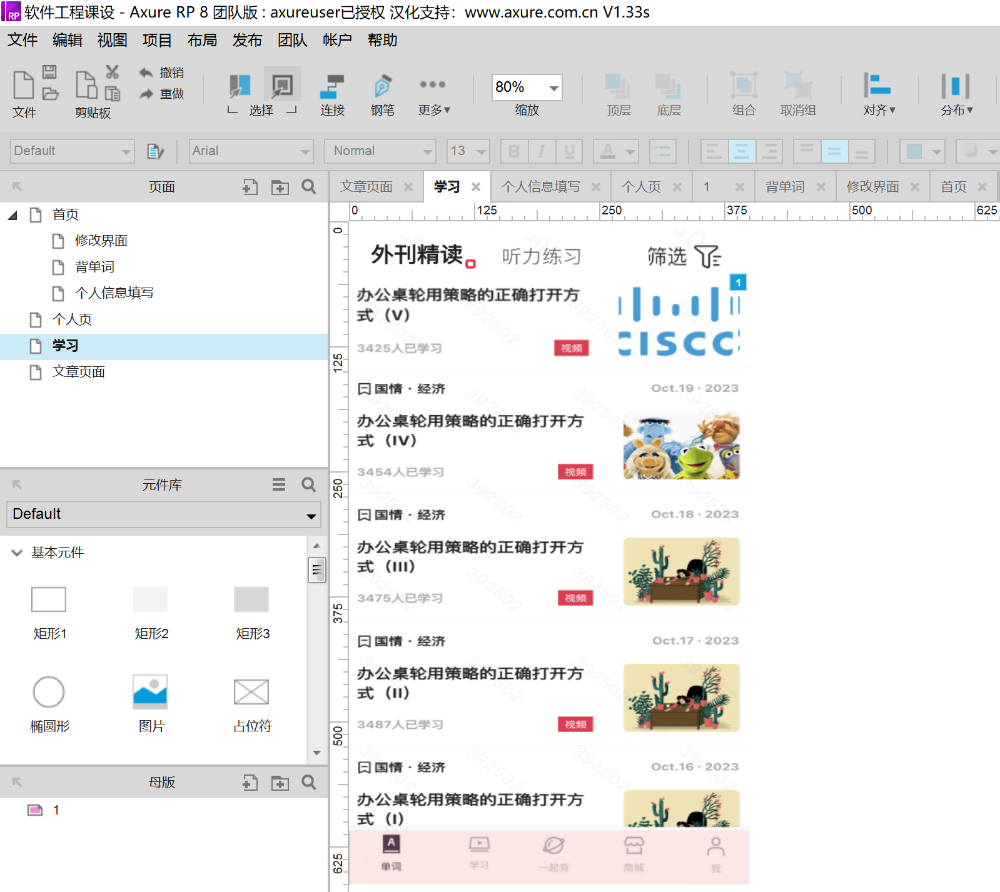 软件工程课设 - Axure RP 8 团队版 : axureuser已授权 汉化支持：www.axure.com.cn V1.33s
文件 编辑 视图 项目 布局 发布 团队 帐户 帮助
撤销
重做
文件 剪贴板 选择 连接 钢笔 更多▾ 80% 缩放 顶层 底层 组合 取消组 对齐▾ 分布▾
Default Arial Normal 13 B I U A
页面
首页
修改界面
背单词
个人信息填写
个人页
学习
文章页面
元件库
Default
基本元件
矩形1 矩形2 矩形3
椭圆形 图片 占位符
母版
1
文章页面 学习 个人信息填写 个人页 1 背单词 修改界面 首页
0 125 250 375 500 625
0
125
250
375
500
625
外刊精读 听力练习 筛选
1
办公桌轮用策略的正确打开方
式（V）
3425人已学习 视频
CISCC
国情 · 经济 Oct.19 · 2023
办公桌轮用策略的正确打开方
式（IV）
3454人已学习 视频
国情 · 经济 Oct.18 · 2023
办公桌轮用策略的正确打开方
式（III）
3475人已学习 视频
国情 · 经济 Oct.17 · 2023
办公桌轮用策略的正确打开方
式（II）
3487人已学习 视频
国情 · 经济 Oct.16 · 2023
办公桌轮用策略的正确打开方
式（I）
单词 学习 一起背 商城 我
392502